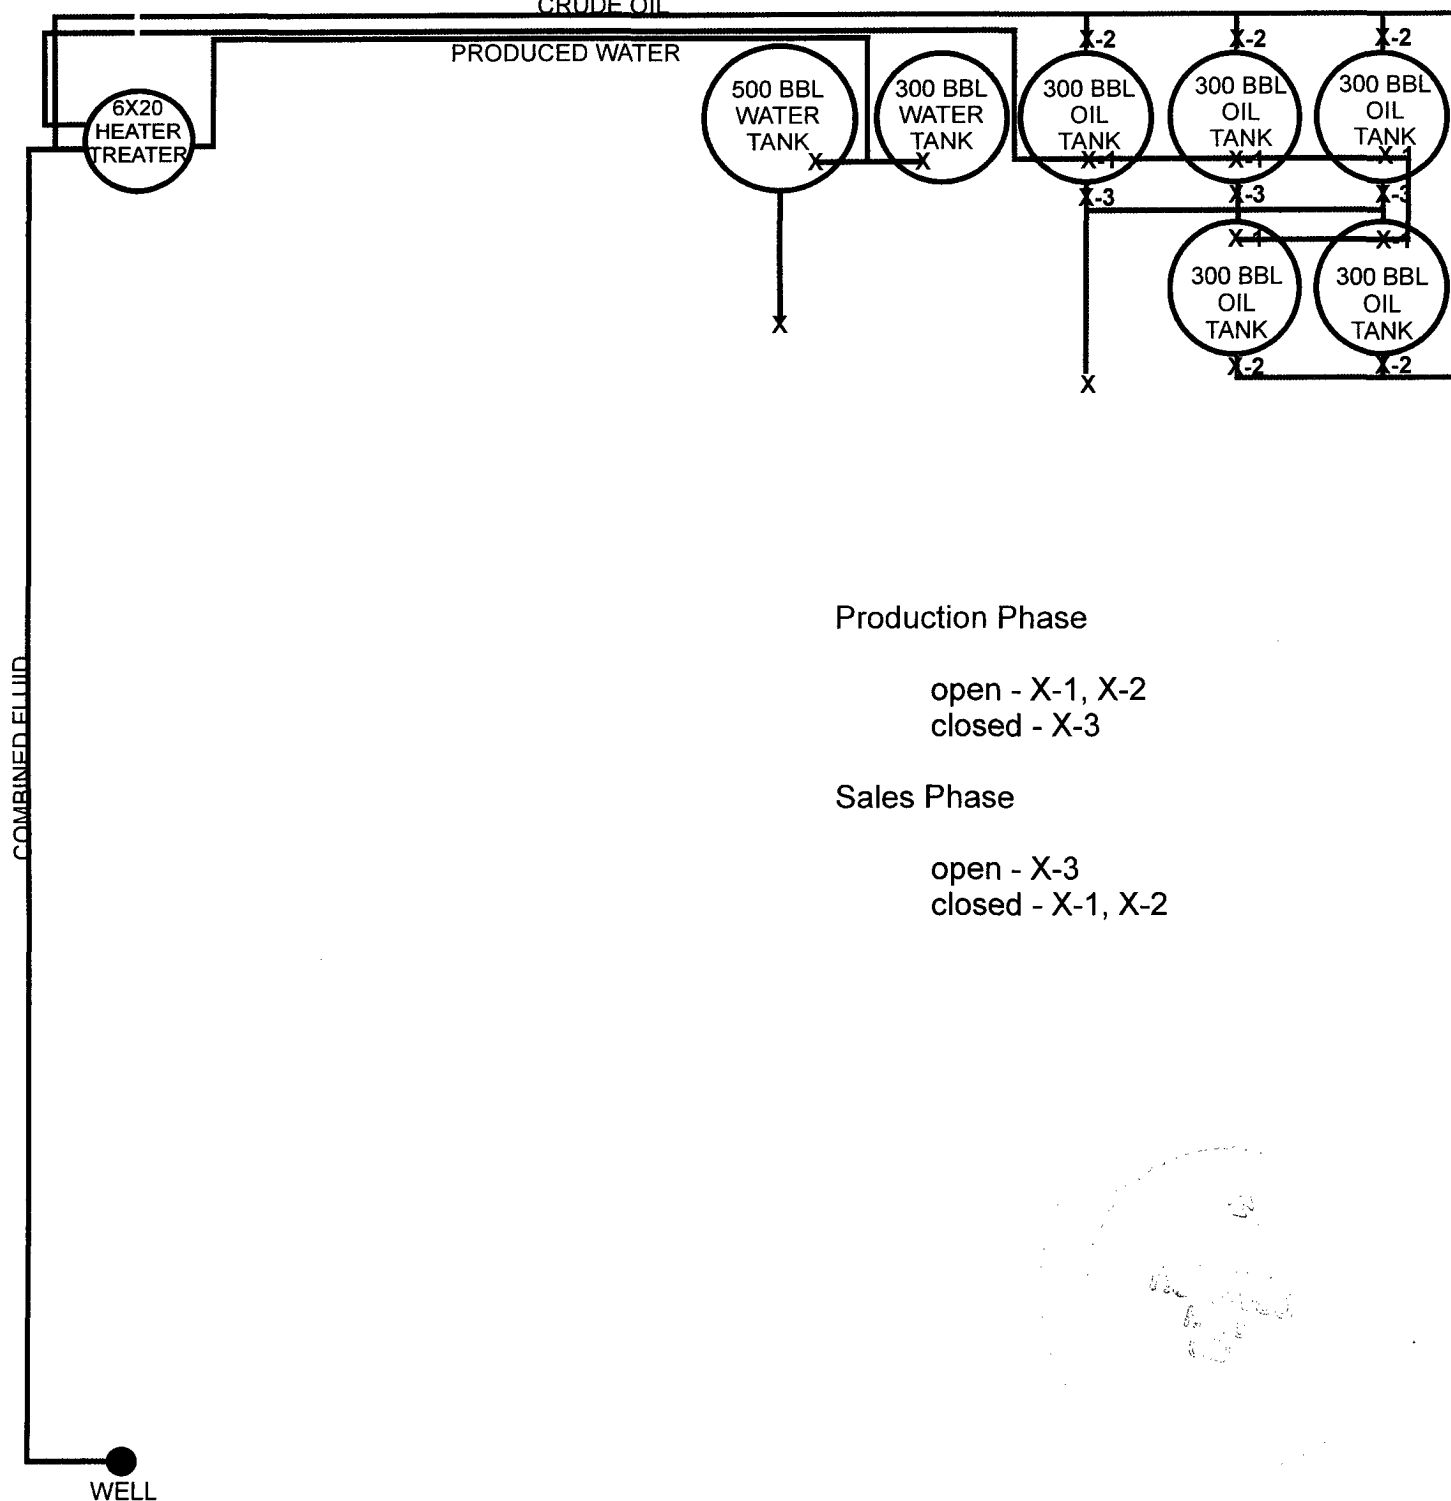 CRUDE OIL
PRODUCED WATER
6X20
HEATER
TREATER
500 BBL
WATER
TANK
X
300 BBL
WATER
TANK
X
X-2
300 BBL
OIL
TANK
X-1
X-3
X-2
300 BBL
OIL
TANK
X-1
X-3
X-2
300 BBL
OIL
TANK
X-1
X-3
X-1
300 BBL
OIL
TANK
X-2
X-1
300 BBL
OIL
TANK
X-2
X
X
COMBINED FLUID
Production Phase
open - X-1, X-2
closed - X-3
Sales Phase
open - X-3
closed - X-1, X-2
WELL